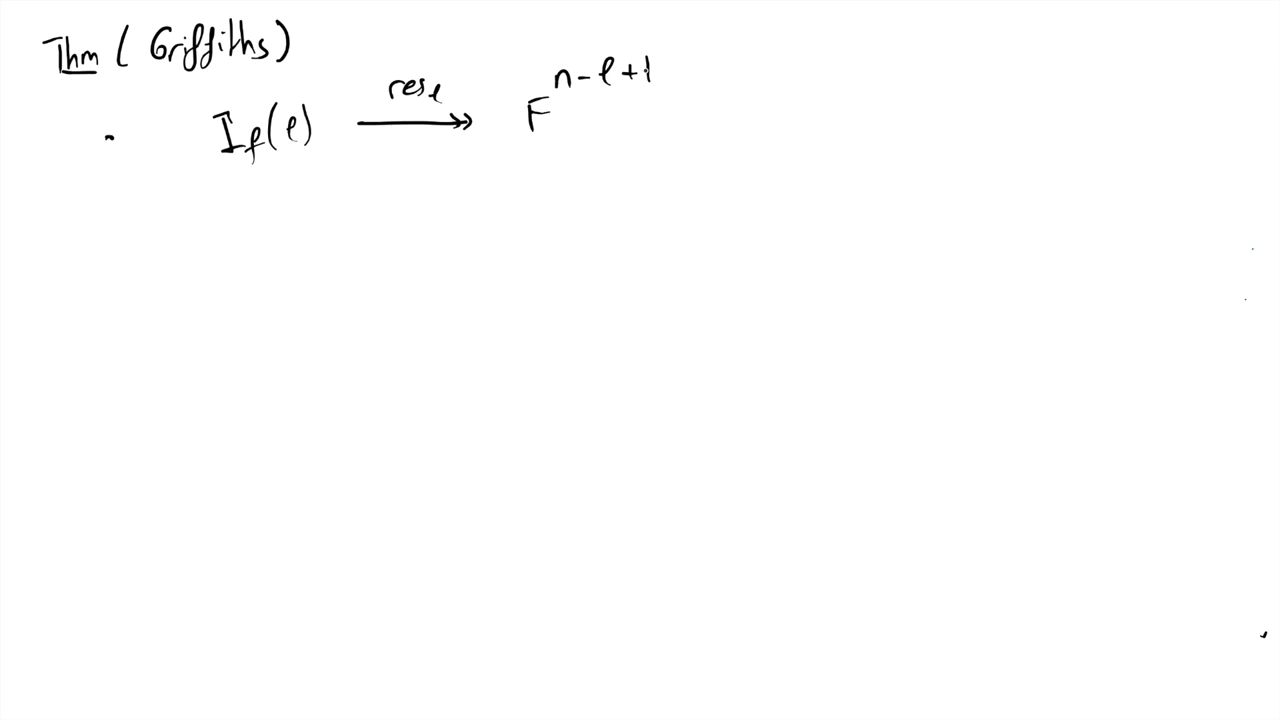 Thm (Griffiths)
• I_f(ℓ) —res_ℓ↠ F^{n-ℓ+1}